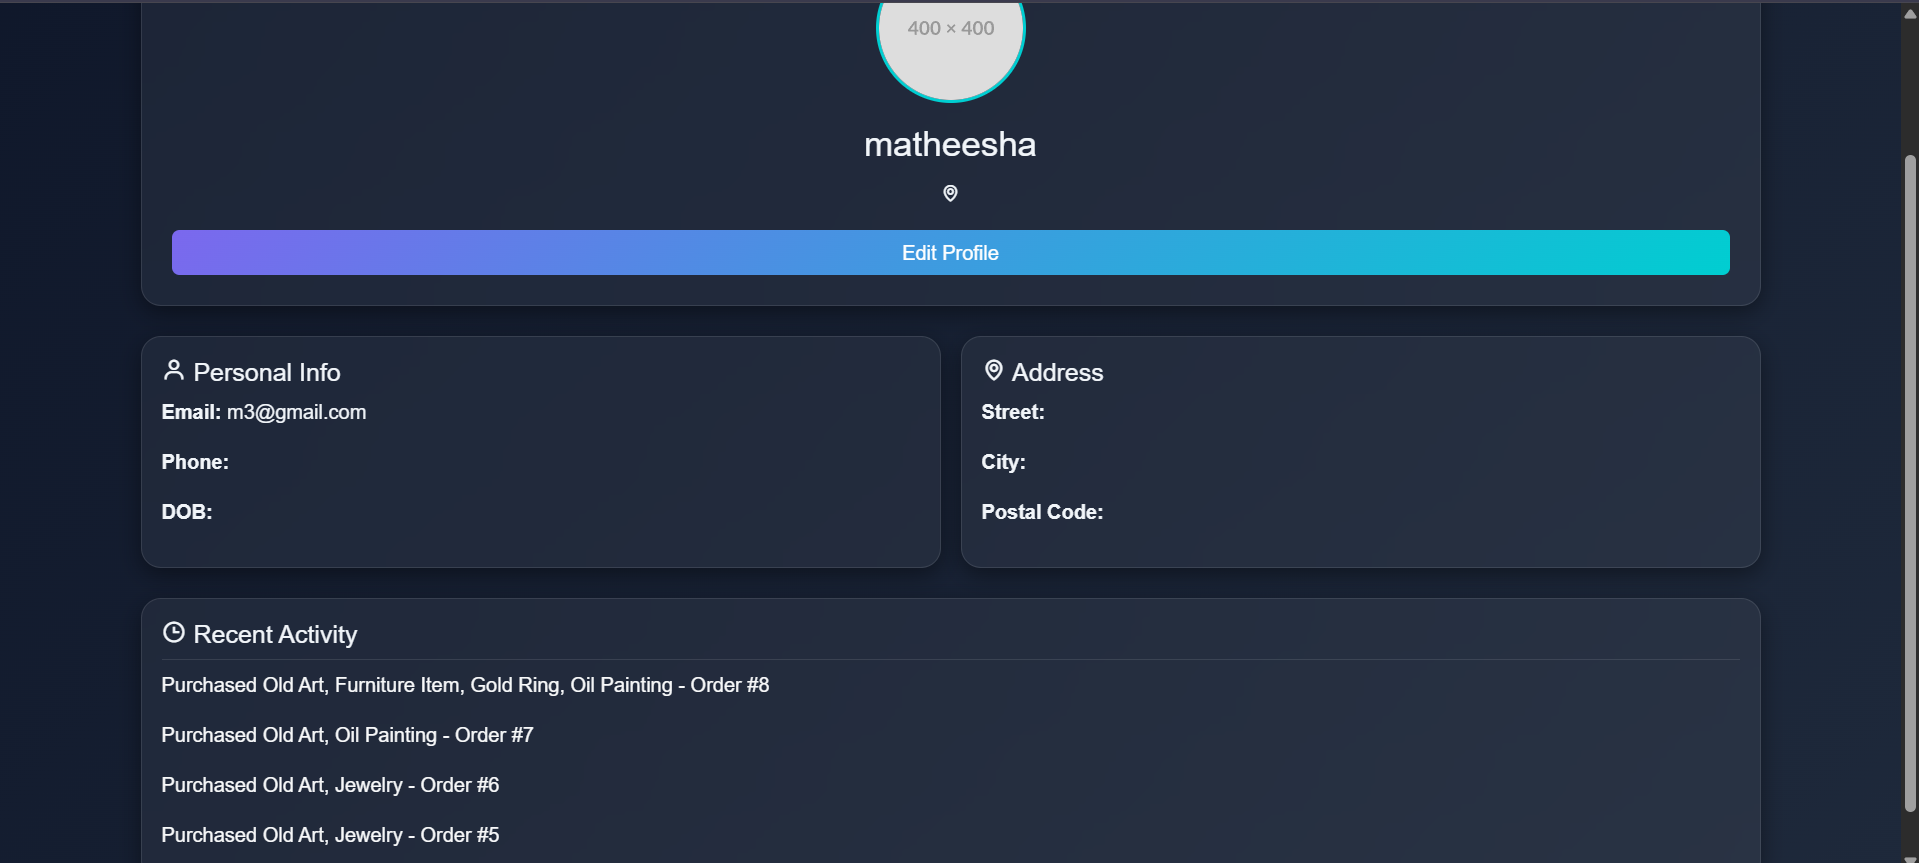 400 × 400
matheesha
Edit Profile
Personal Info
Email: m3@gmail.com
Phone:
DOB:
Address
Street:
City:
Postal Code:
Recent Activity
Purchased Old Art, Furniture Item, Gold Ring, Oil Painting - Order #8
Purchased Old Art, Oil Painting - Order #7
Purchased Old Art, Jewelry - Order #6
Purchased Old Art, Jewelry - Order #5